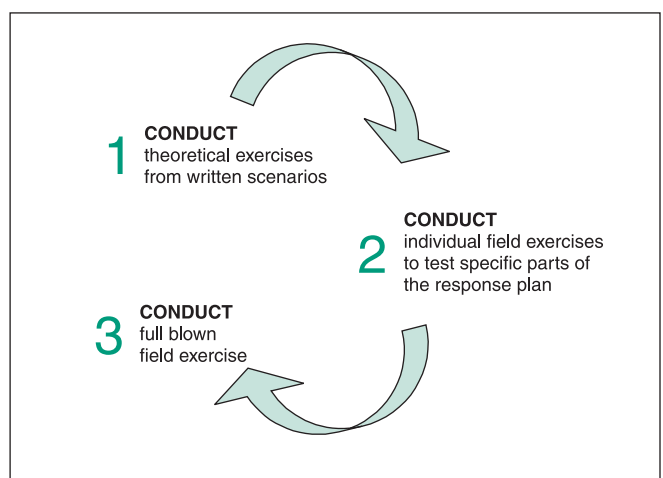 1
CONDUCT
theoretical exercises
from written scenarios
2
CONDUCT
individual field exercises
to test specific parts of
the response plan
3
CONDUCT
full blown
field exercise